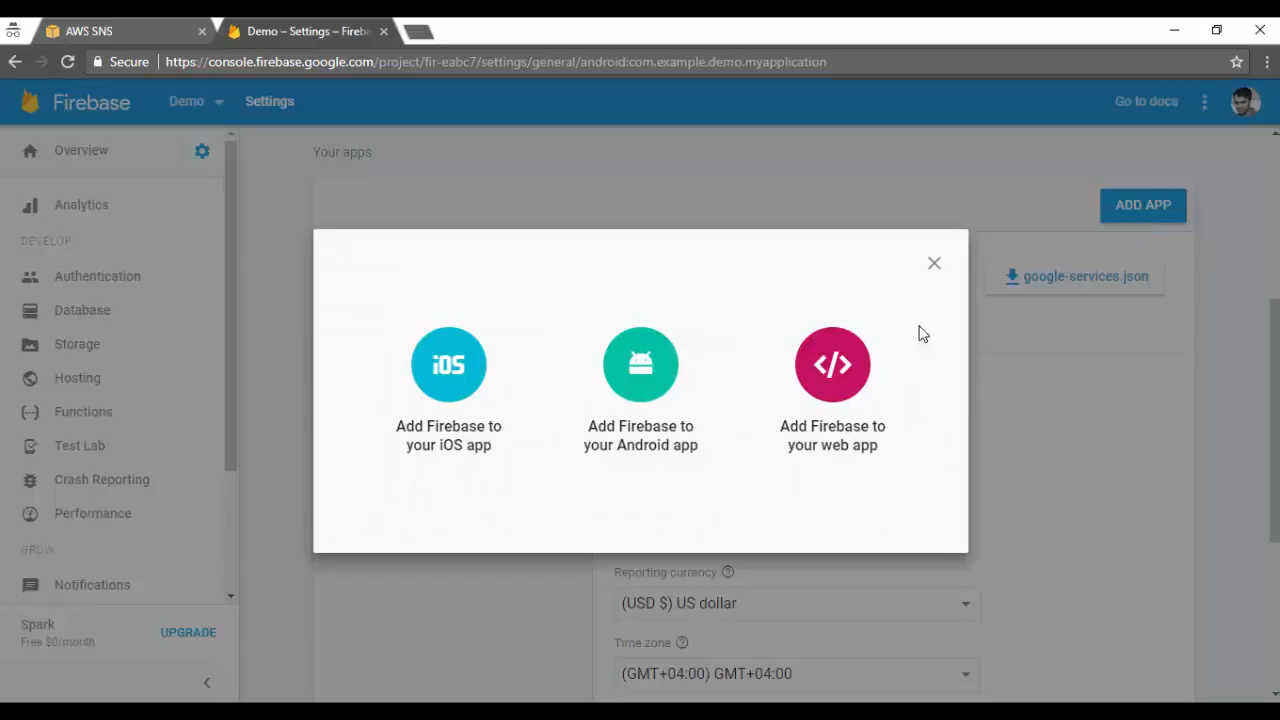 AWS SNS
Demo – Settings – Fireba
Secure
https://console.firebase.google.com/project/fir-eabc7/settings/general/android:com.example.demo.myapplication
Firebase
Demo
Settings
Go to docs
Overview
Analytics
DEVELOP
Authentication
Database
Storage
Hosting
Functions
Test Lab
Crash Reporting
Performance
GROW
Notifications
Spark
Free $0/month
UPGRADE
Your apps
ADD APP
google-services.json
iOS
Add Firebase to
your iOS app
Add Firebase to
your Android app
</>
Add Firebase to
your web app
Reporting currency
(USD $) US dollar
Time zone
(GMT+04:00) GMT+04:00